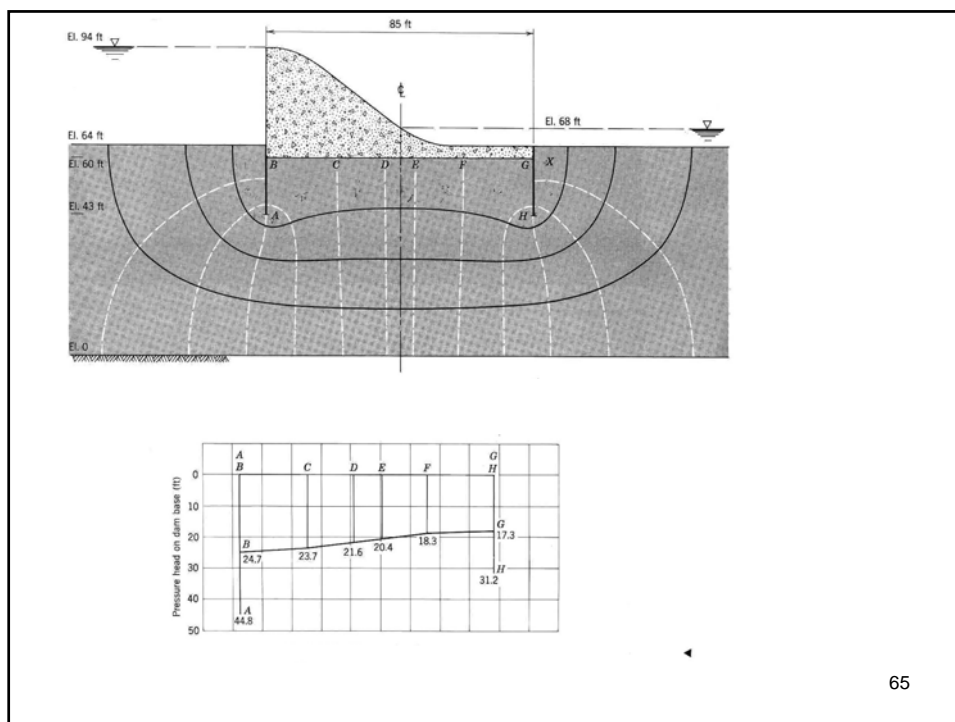 85 ft
El. 94 ft
℄
El. 68 ft
El. 64 ft
El. 60 ft
B C D E F G X
El. 43 ft
A H
El. 0
A G
B C D E F H
Pressure head on dam base (ft)
0
10
20
30
40
50
B
24.7
23.7
21.6
20.4
18.3
G
17.3
H
31.2
A
44.8
65